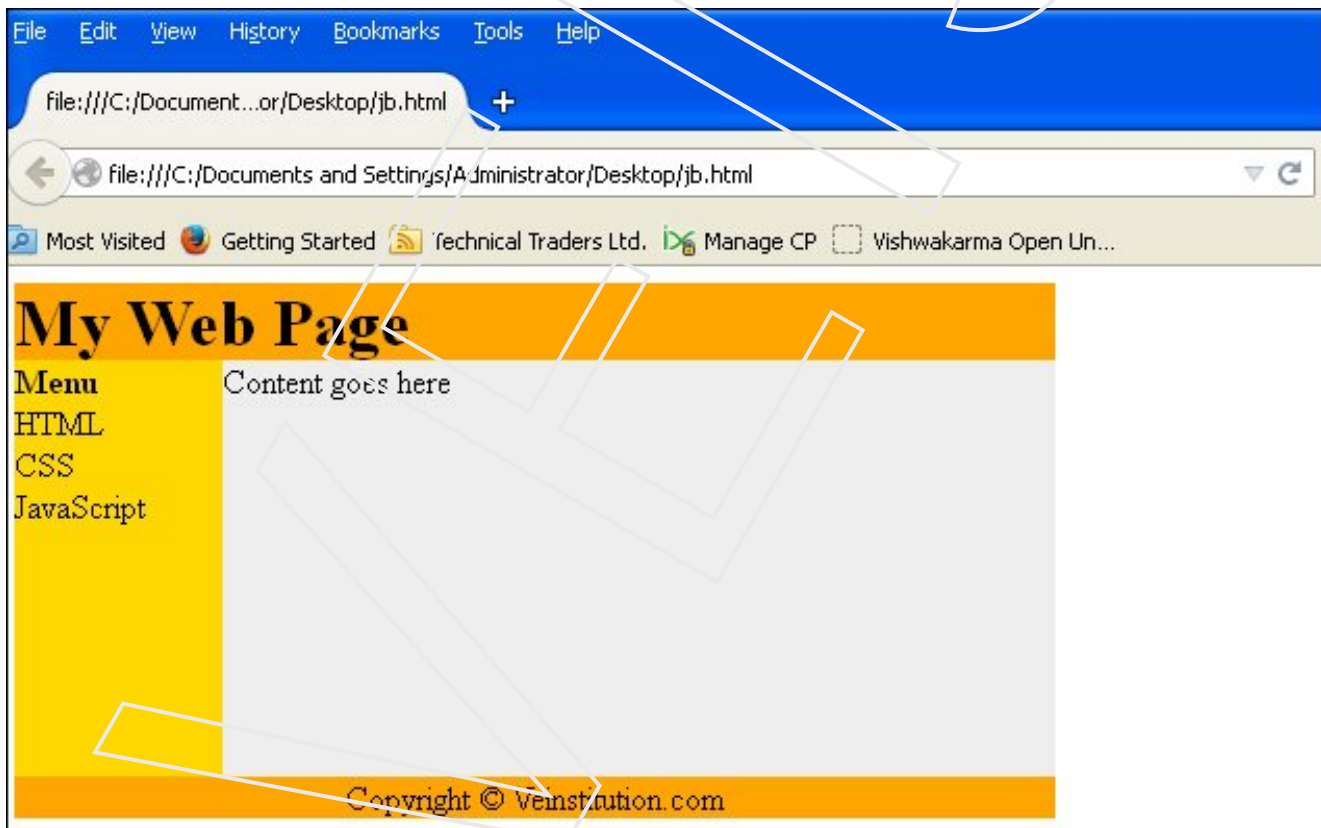 File Edit View History Bookmarks Tools Help
file:///C:/Document...or/Desktop/jb.html +
file:///C:/Documents and Settings/Administrator/Desktop/jb.html
Most Visited Getting Started Technical Traders Ltd. Manage CP Vishwakarma Open Un...
My Web Page
Menu Content goes here
HTML
CSS
JavaScript
Copyright © Veinstitution.com